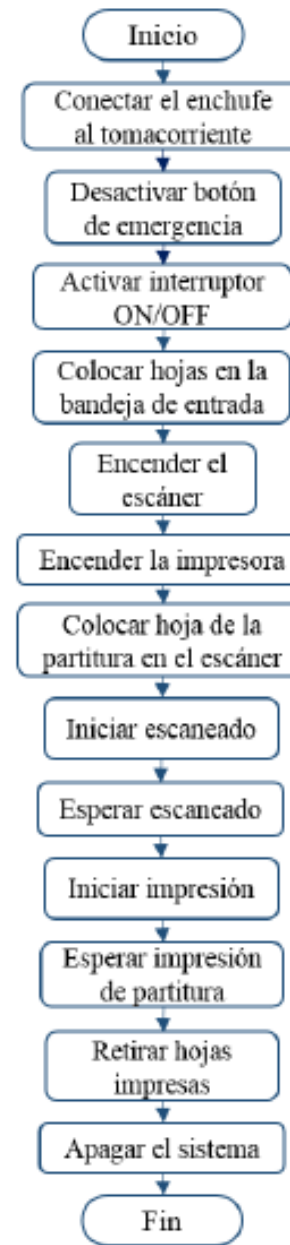 Inicio
Conectar el enchufe
al tomacorriente
Desactivar botón
de emergencia
Activar interruptor
ON/OFF
Colocar hojas en la
bandeja de entrada
Encender el
escáner
Encender la impresora
Colocar hoja de la
partitura en el escáner
Iniciar escaneado
Esperar escaneado
Iniciar impresión
Esperar impresión
de partitura
Retirar hojas
impresas
Apagar el sistema
Fin